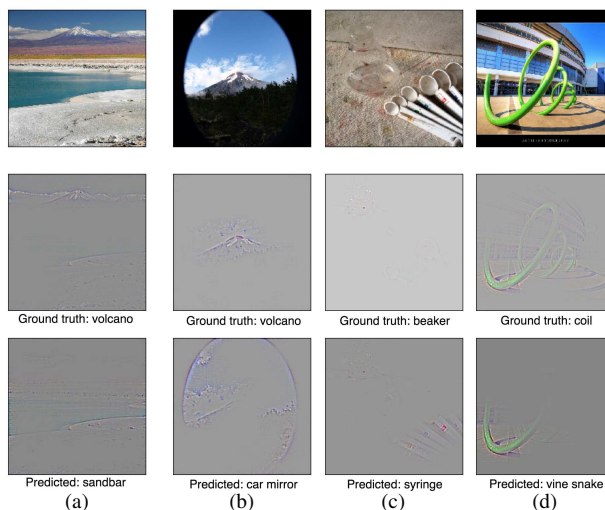 Ground truth: volcano Ground truth: volcano Ground truth: beaker Ground truth: coil
Predicted: sandbar Predicted: car mirror Predicted: syringe Predicted: vine snake
(a) (b) (c) (d)